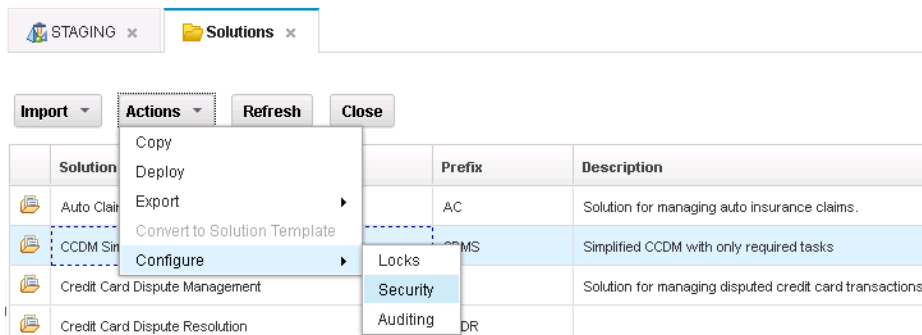 STAGING × Solutions ×
Import Actions Refresh Close
Solution Prefix Description
Copy
Deploy
Export
Convert to Solution Template
Configure
Locks
Security
Auditing
Auto Clai AC Solution for managing auto insurance claims.
CCDM Sim Simplified CCDM with only required tasks
Credit Card Dispute Management Solution for managing disputed credit card transactions
Credit Card Dispute Resolution DR